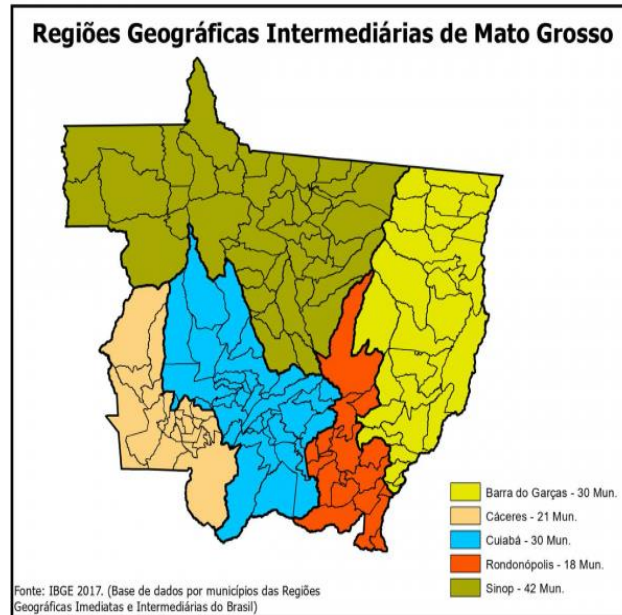 Regiões Geográficas Intermediárias de Mato Grosso
Barra do Garças - 30 Mun.
Cáceres - 21 Mun.
Cuiabá - 30 Mun.
Rondonópolis - 18 Mun.
Sinop - 42 Mun.
Fonte: IBGE 2017. (Base de dados por municípios das Regiões
Geográficas Imediatas e Intermediárias do Brasil)